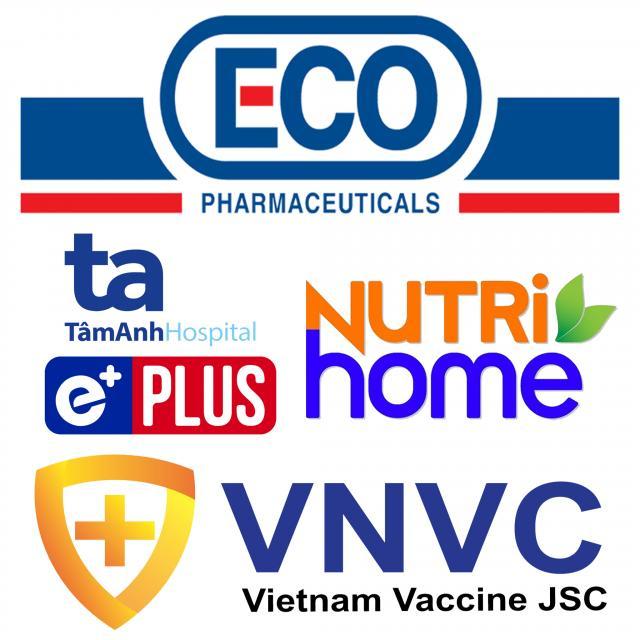 ECO
PHARMACEUTICALS
ta
TâmAnhHospital
e+ PLUS
NUTRi
home
VNVC
Vietnam Vaccine JSC